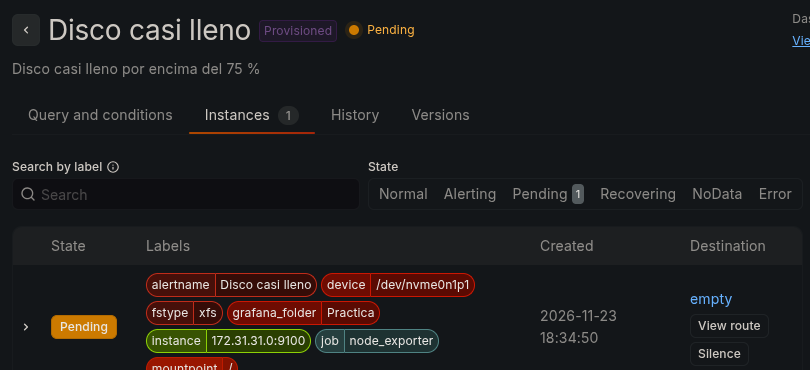 Disco casi lleno Provisioned Pending
Das
Vie
Disco casi lleno por encima del 75 %
Query and conditions Instances 1 History Versions
Search by label State
Search Normal Alerting Pending 1 Recovering NoData Error
State Labels Created Destination
alertname Disco casi lleno device /dev/nvme0n1p1
fstype xfs grafana_folder Practica
instance 172.31.31.0:9100 job node_exporter
mountpoint /
Pending
2026-11-23
18:34:50
empty
View route
Silence